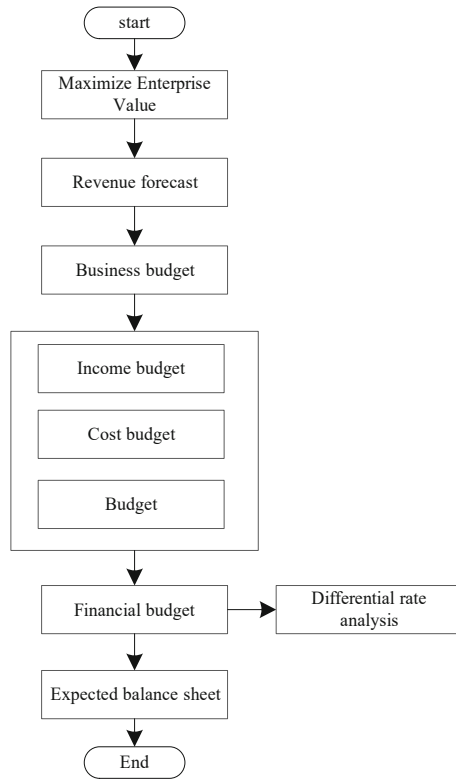 start
Maximize Enterprise
Value
Revenue forecast
Business budget
Income budget
Cost budget
Budget
Financial budget
Differential rate
analysis
Expected balance sheet
End